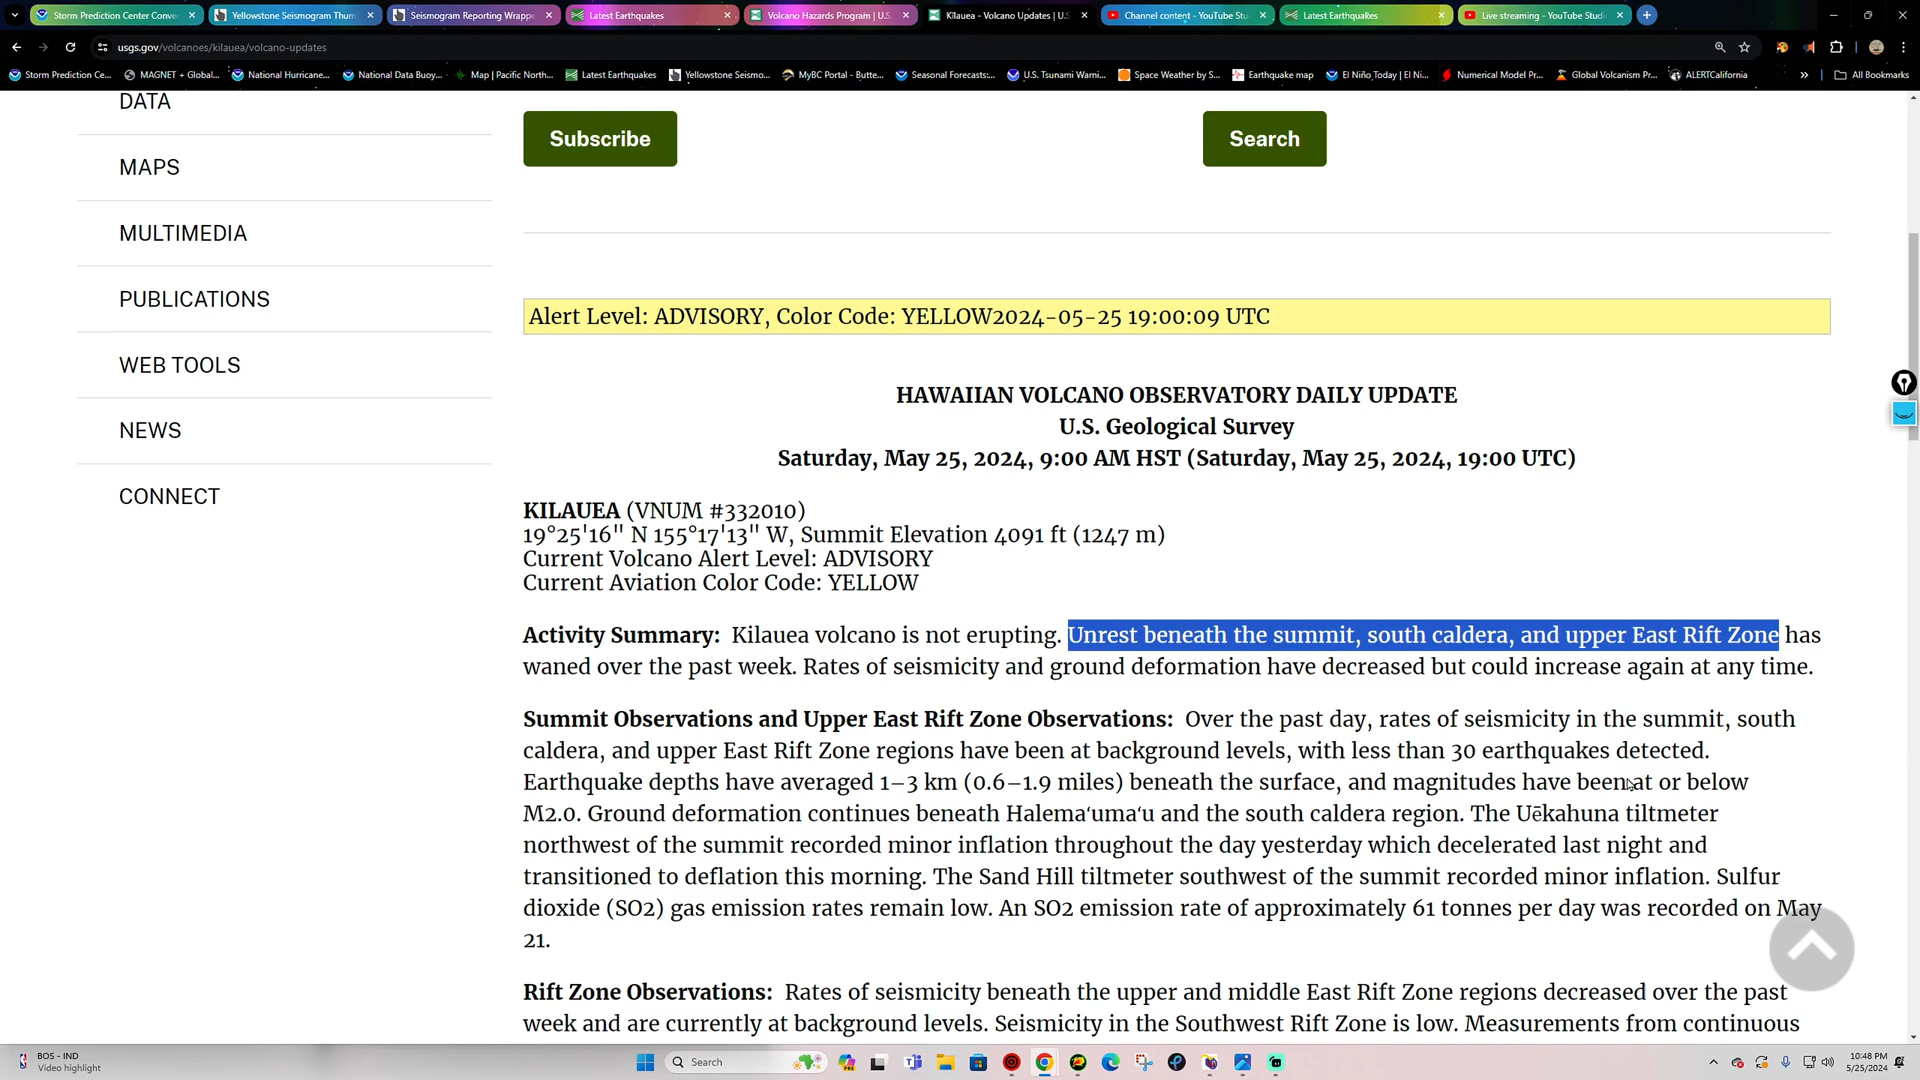 Storm Prediction Center Conve
Yellowstone Seismogram Thum
Seismogram Reporting Wrappe
Latest Earthquakes
Volcano Hazards Program | U.S.
Kilauea - Volcano Updates | U.S.
Channel content - YouTube Stu
Latest Earthquakes
Live streaming - YouTube Studi
usgs.gov/volcanoes/kilauea/volcano-updates
Storm Prediction Ce...
MAGNET + Global...
National Hurricane...
National Data Buoy...
Map | Pacific North...
Latest Earthquakes
Yellowstone Seismo...
MyBC Portal - Butte...
Seasonal Forecasts:...
U.S. Tsunami Warni...
Space Weather by S...
Earthquake map
El Niño Today | El Ni...
Numerical Model Pr...
Global Volcanism Pr...
ALERTCalifornia
All Bookmarks
DATA
MAPS
MULTIMEDIA
PUBLICATIONS
WEB TOOLS
NEWS
CONNECT
Subscribe
Search
Alert Level: ADVISORY, Color Code: YELLOW2024-05-25 19:00:09 UTC
HAWAIIAN VOLCANO OBSERVATORY DAILY UPDATE
U.S. Geological Survey
Saturday, May 25, 2024, 9:00 AM HST (Saturday, May 25, 2024, 19:00 UTC)
KILAUEA (VNUM #332010)
19°25'16" N 155°17'13" W, Summit Elevation 4091 ft (1247 m)
Current Volcano Alert Level: ADVISORY
Current Aviation Color Code: YELLOW
Activity Summary: Kilauea volcano is not erupting. Unrest beneath the summit, south caldera, and upper East Rift Zone has
waned over the past week. Rates of seismicity and ground deformation have decreased but could increase again at any time.
Summit Observations and Upper East Rift Zone Observations: Over the past day, rates of seismicity in the summit, south
caldera, and upper East Rift Zone regions have been at background levels, with less than 30 earthquakes detected.
Earthquake depths have averaged 1–3 km (0.6–1.9 miles) beneath the surface, and magnitudes have been at or below
M2.0. Ground deformation continues beneath Halemaʻumaʻu and the south caldera region. The Uēkahuna tiltmeter
northwest of the summit recorded minor inflation throughout the day yesterday which decelerated last night and
transitioned to deflation this morning. The Sand Hill tiltmeter southwest of the summit recorded minor inflation. Sulfur
dioxide (SO2) gas emission rates remain low. An SO2 emission rate of approximately 61 tonnes per day was recorded on May
21.
Rift Zone Observations: Rates of seismicity beneath the upper and middle East Rift Zone regions decreased over the past
week and are currently at background levels. Seismicity in the Southwest Rift Zone is low. Measurements from continuous
BOS - IND
Video highlight
Search
10:48 PM
5/25/2024